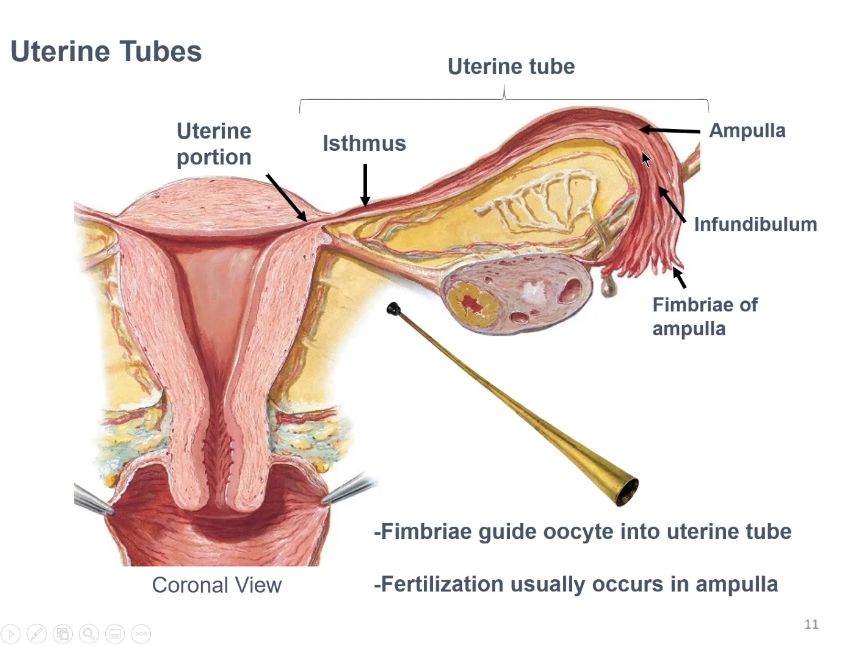 Uterine Tubes
Uterine tube
Uterine
portion
Isthmus
Ampulla
Infundibulum
Fimbriae of
ampulla
-Fimbriae guide oocyte into uterine tube
Coronal View
-Fertilization usually occurs in ampulla
11